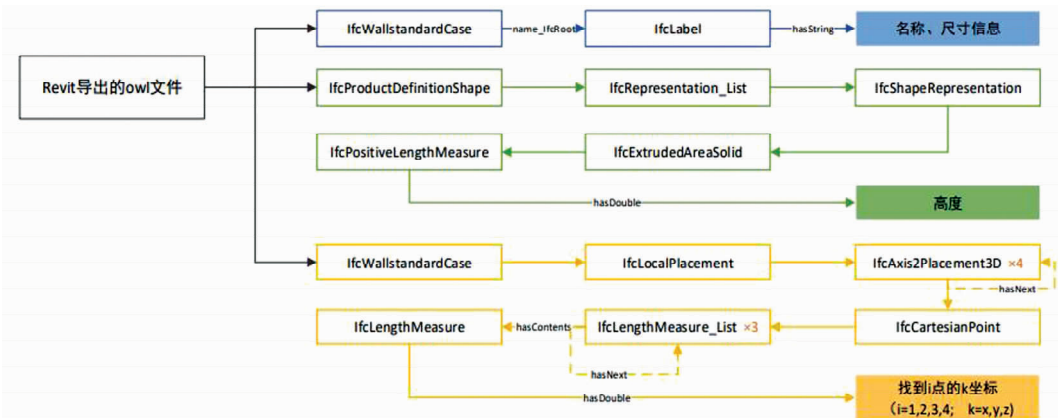 IfcWallstandardCase
name_IfcRoot
IfcLabel
hasString
名称、尺寸信息
Revit导出的owl文件
IfcProductDefinitionShape
IfcRepresentation_List
IfcShapeRepresentation
IfcPositiveLengthMeasure
IfcExtrudedAreaSolid
hasDouble
高度
IfcWallstandardCase
IfcLocalPlacement
IfcAxis2Placement3D ×4
hasNext
IfcLengthMeasure
hasContents
IfcLengthMeasure_List ×3
IfcCartesianPoint
hasNext
hasDouble
找到i点的k坐标
（i=1,2,3,4; k=x,y,z)